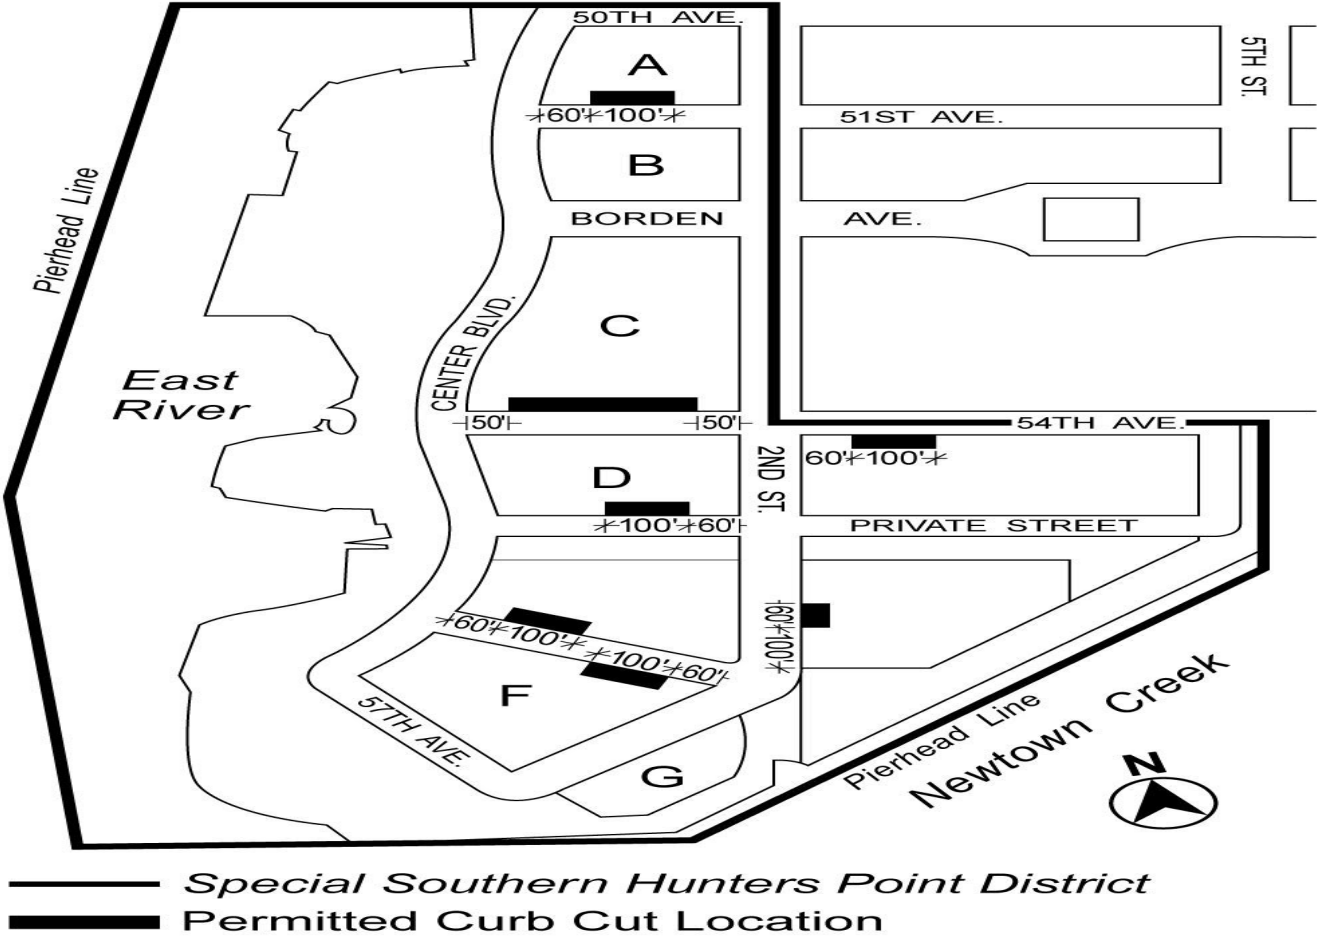 50TH AVE.
5TH ST.
A
60' 100'
51ST AVE.
B
Pierhead Line
BORDEN AVE.
CENTER BLVD.
C
East
River
50' 50'
54TH AVE.
2ND ST.
60' 100'
D
100' 60'
PRIVATE STREET
60' 100'
60' 100'
100' 60'
F
57TH AVE.
G
Pierhead Line
Newtown Creek
N
Special Southern Hunters Point District
Permitted Curb Cut Location